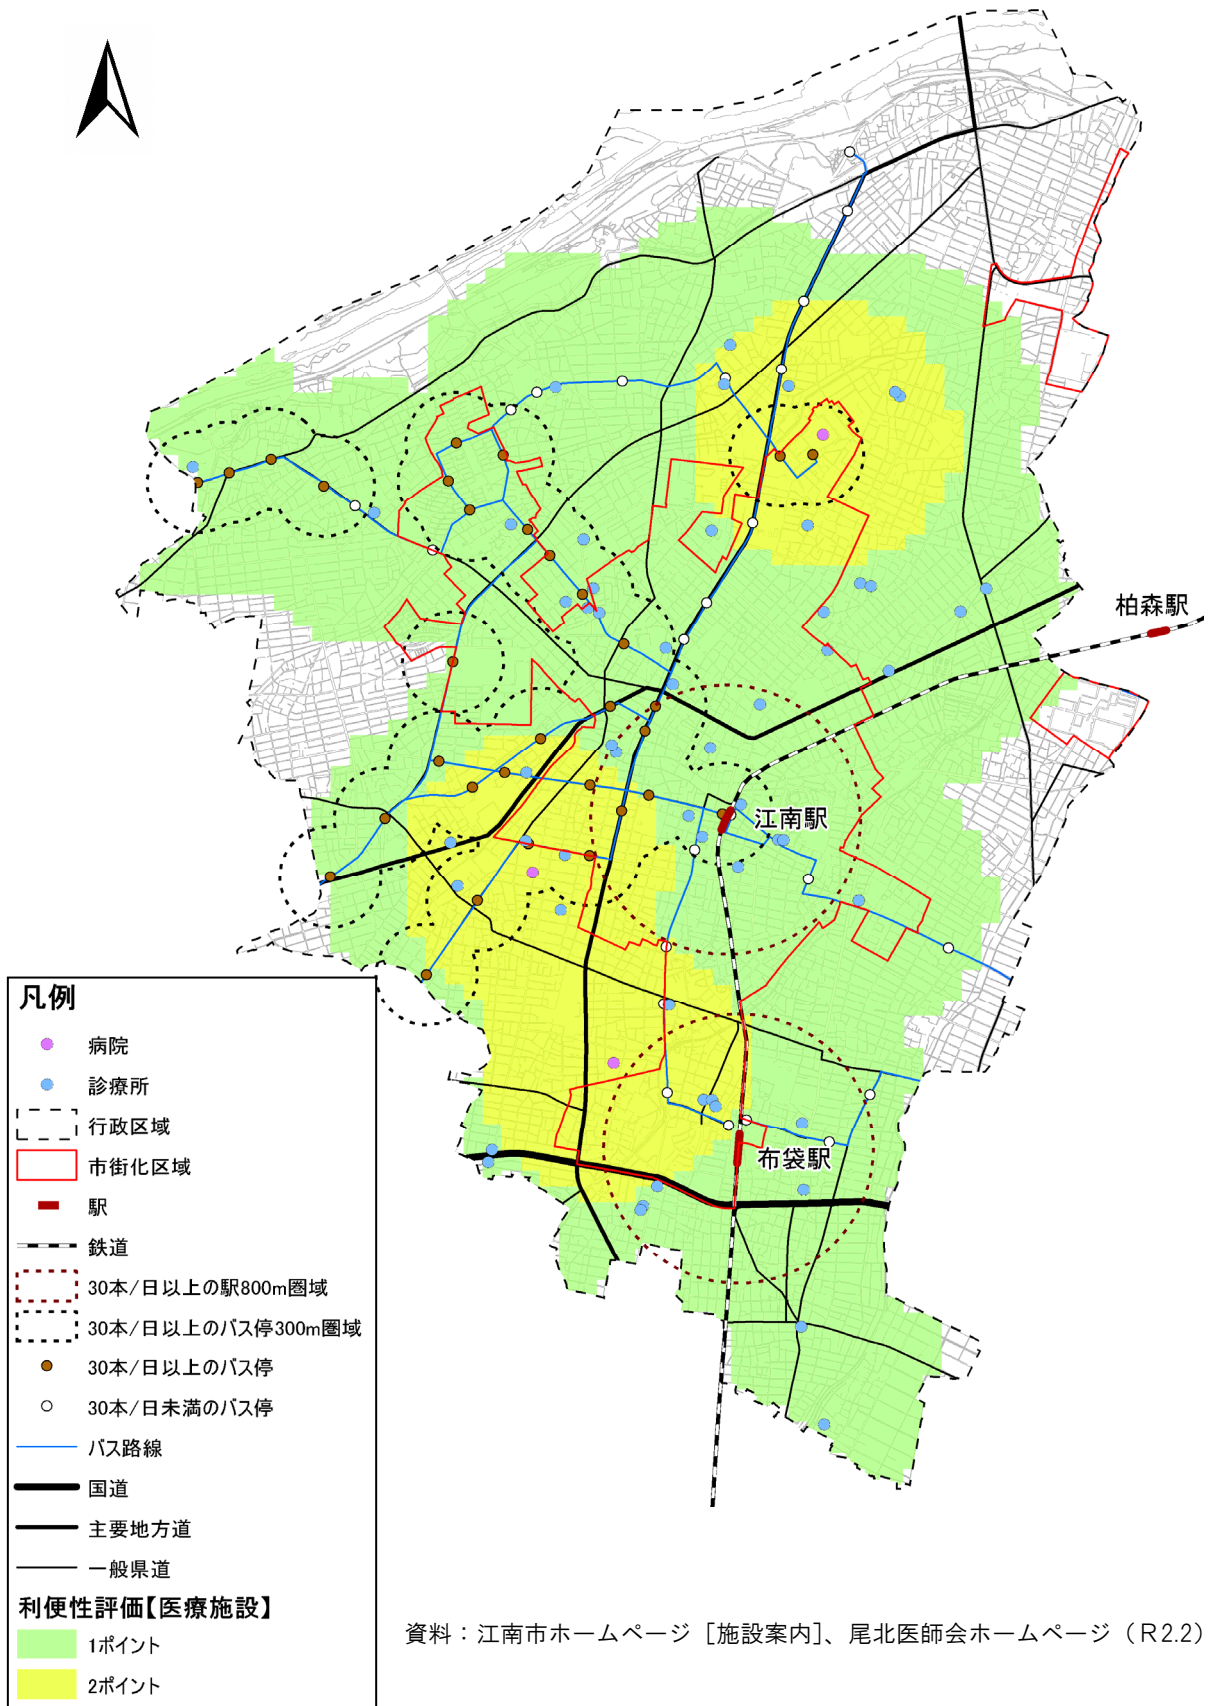 柏森駅
江南駅
布袋駅
凡例
病院
診療所
行政区域
市街化区域
駅
鉄道
30本/日以上の駅800m圏域
30本/日以上のバス停300m圏域
30本/日以上のバス停
30本/日未満のバス停
バス路線
国道
主要地方道
一般県道
利便性評価【医療施設】
1ポイント
2ポイント
資料：江南市ホームページ［施設案内］、尾北医師会ホームページ（R2.2）